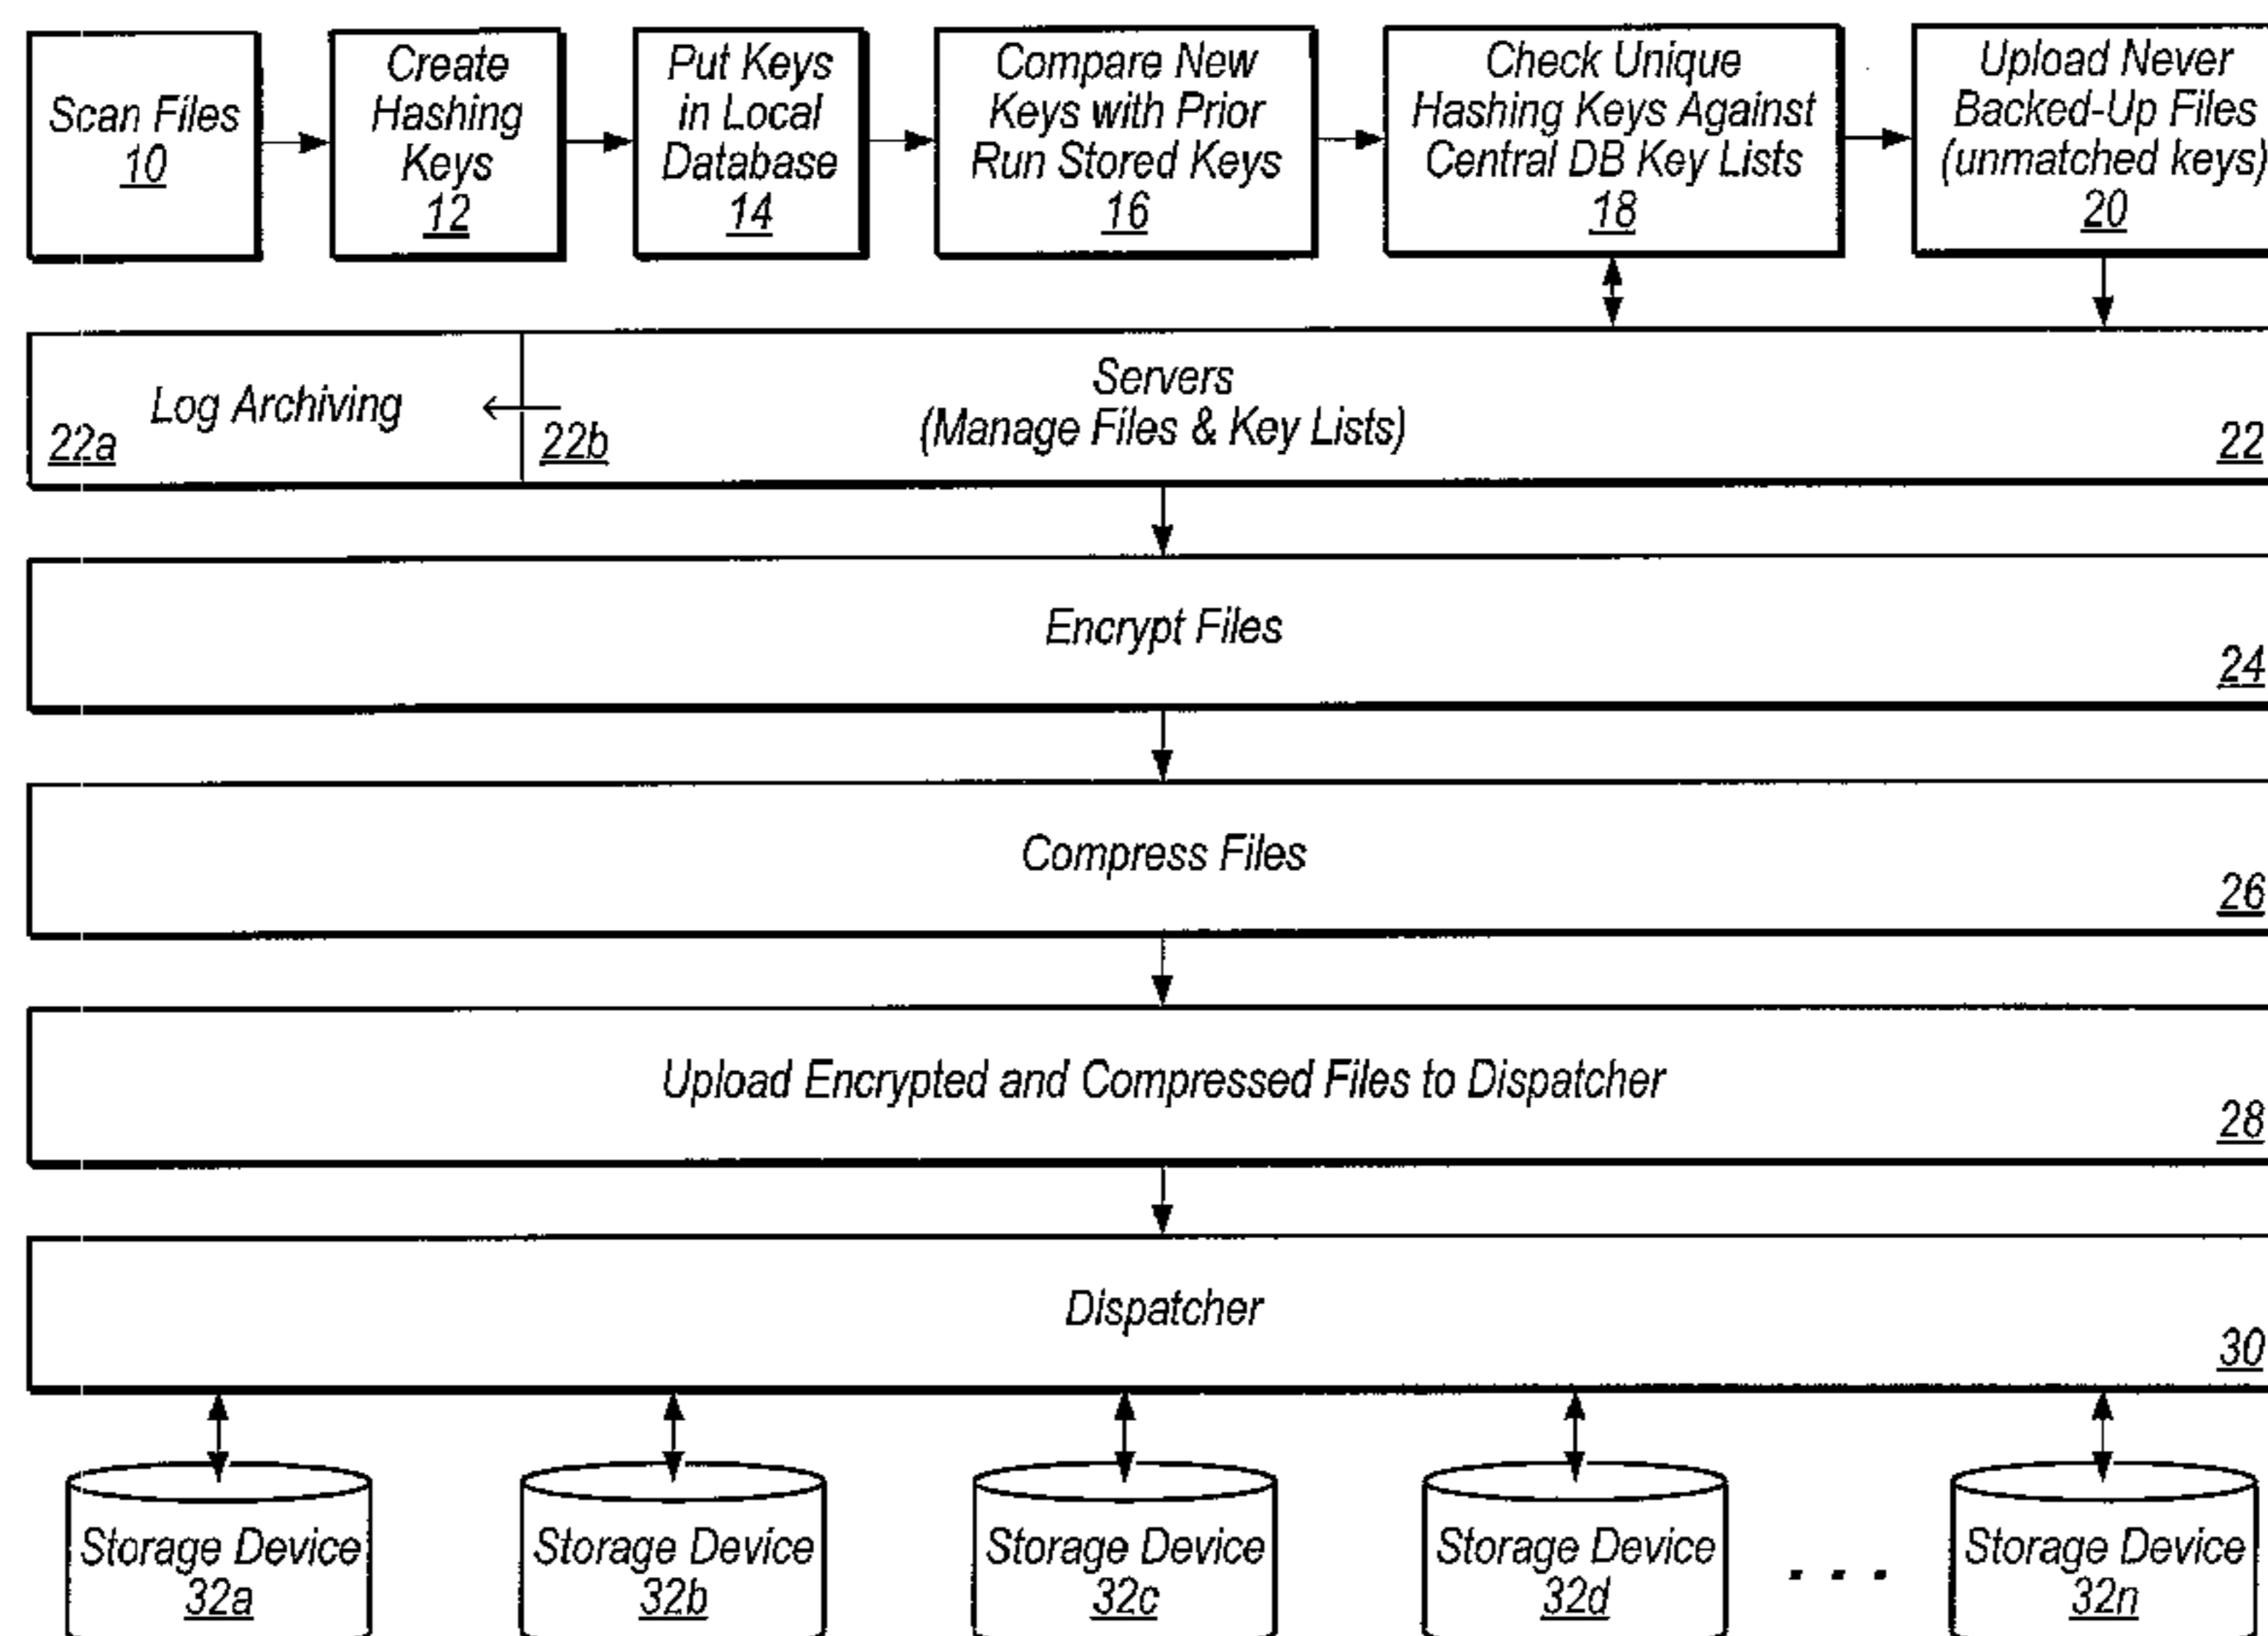 Scan Files
10
Create
Hashing
Keys
12
Put Keys
in Local
Database
14
Compare New
Keys with Prior
Run Stored Keys
16
Check Unique
Hashing Keys Against
Central DB Key Lists
18
Upload Never
Backed-Up Files
(unmatched keys)
20
Log Archiving
22a
22b
Servers
(Manage Files & Key Lists)
22
Encrypt Files
24
Compress Files
26
Upload Encrypted and Compressed Files to Dispatcher
28
Dispatcher
30
Storage Device
32a
Storage Device
32b
Storage Device
32c
Storage Device
32d
. . .
Storage Device
32n